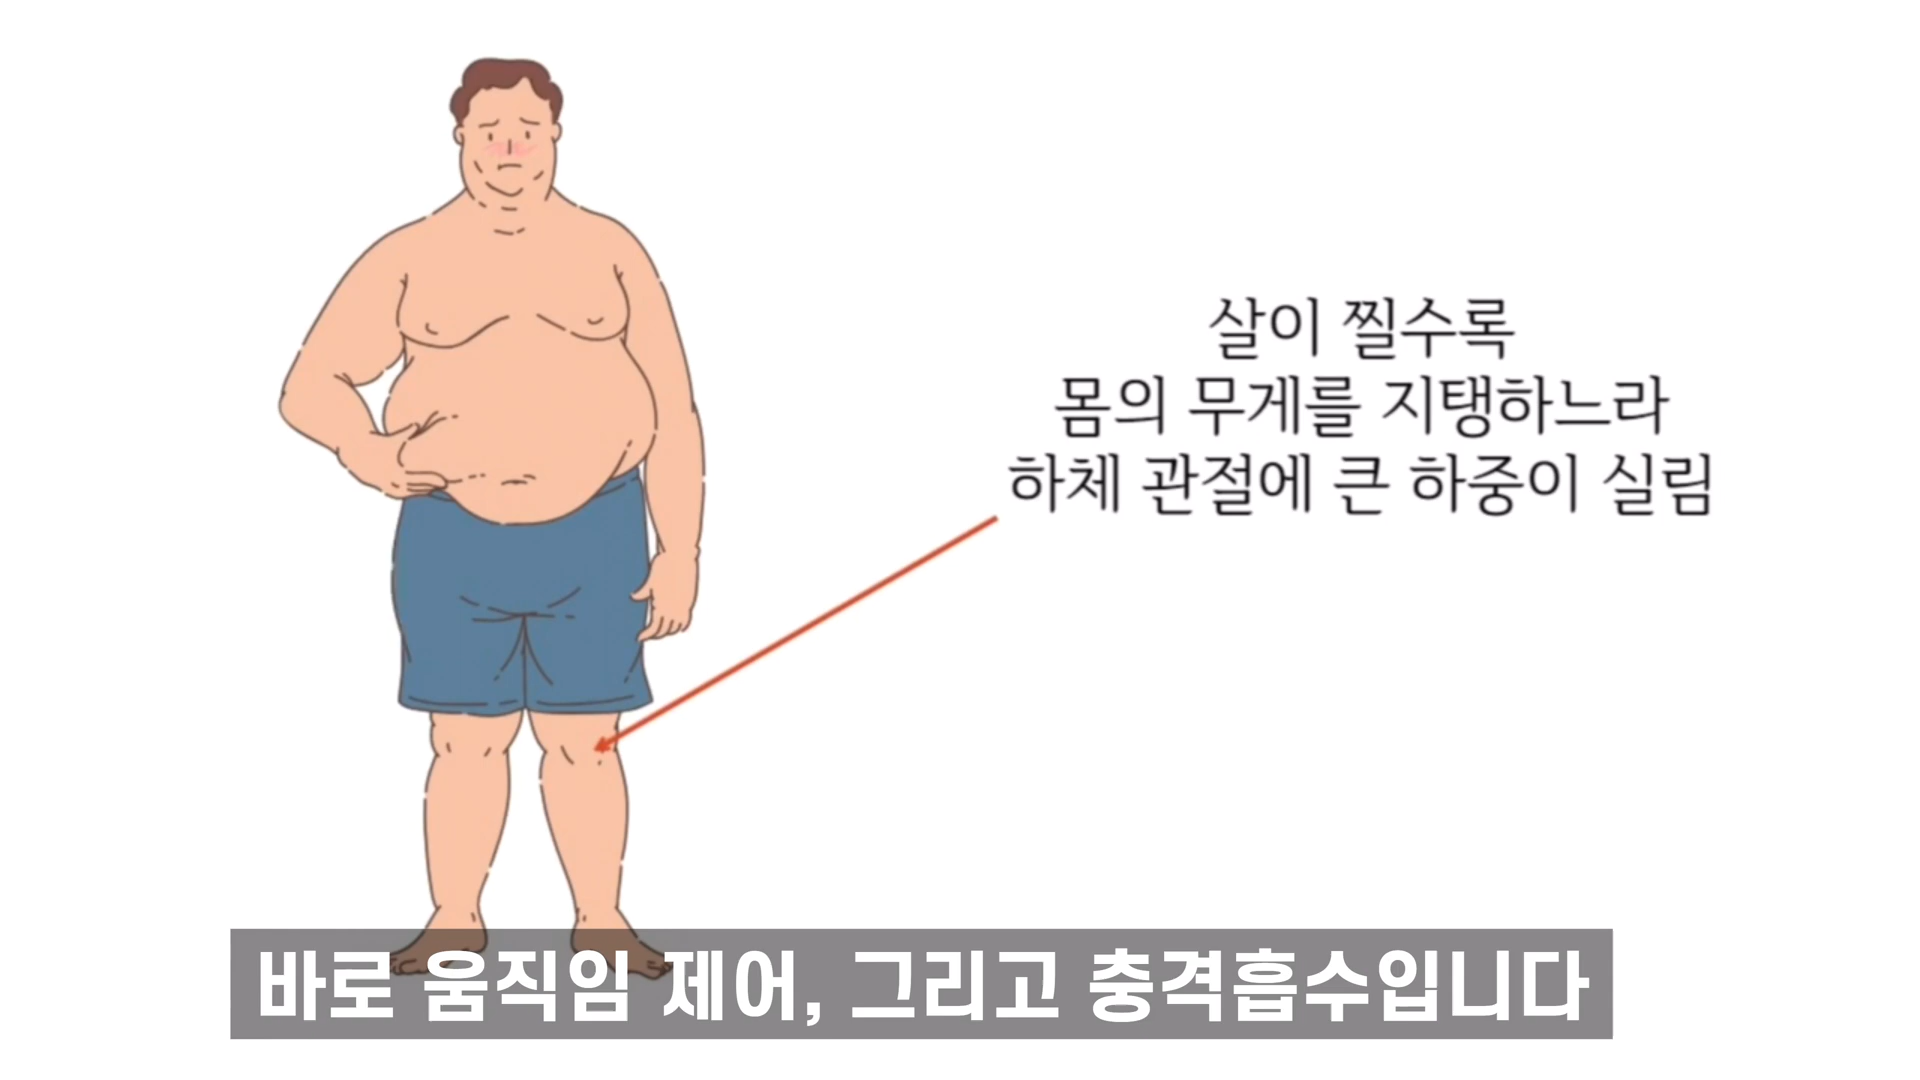 살이 찔수록
몸의 무게를 지탱하느라
하체 관절에 큰 하중이 실림
바로 움직임 제어, 그리고 충격흡수입니다